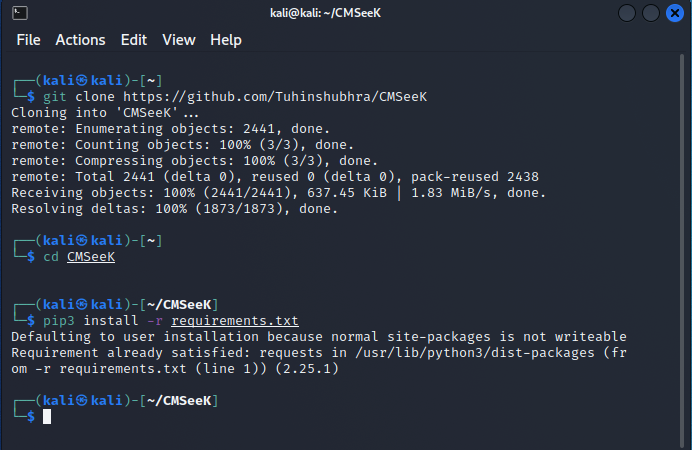 kali@kali: ~/CMSeeK
File Actions Edit View Help
┌──(kali㉿kali)-[~]
└─$ git clone https://github.com/Tuhinshubhra/CMSeeK
Cloning into 'CMSeeK'...
remote: Enumerating objects: 2441, done.
remote: Counting objects: 100% (3/3), done.
remote: Compressing objects: 100% (3/3), done.
remote: Total 2441 (delta 0), reused 0 (delta 0), pack-reused 2438
Receiving objects: 100% (2441/2441), 637.45 KiB | 1.83 MiB/s, done.
Resolving deltas: 100% (1873/1873), done.
┌──(kali㉿kali)-[~]
└─$ cd CMSeeK
┌──(kali㉿kali)-[~/CMSeeK]
└─$ pip3 install -r requirements.txt
Defaulting to user installation because normal site-packages is not writeable
Requirement already satisfied: requests in /usr/lib/python3/dist-packages (fr
om -r requirements.txt (line 1)) (2.25.1)
┌──(kali㉿kali)-[~/CMSeeK]
└─$